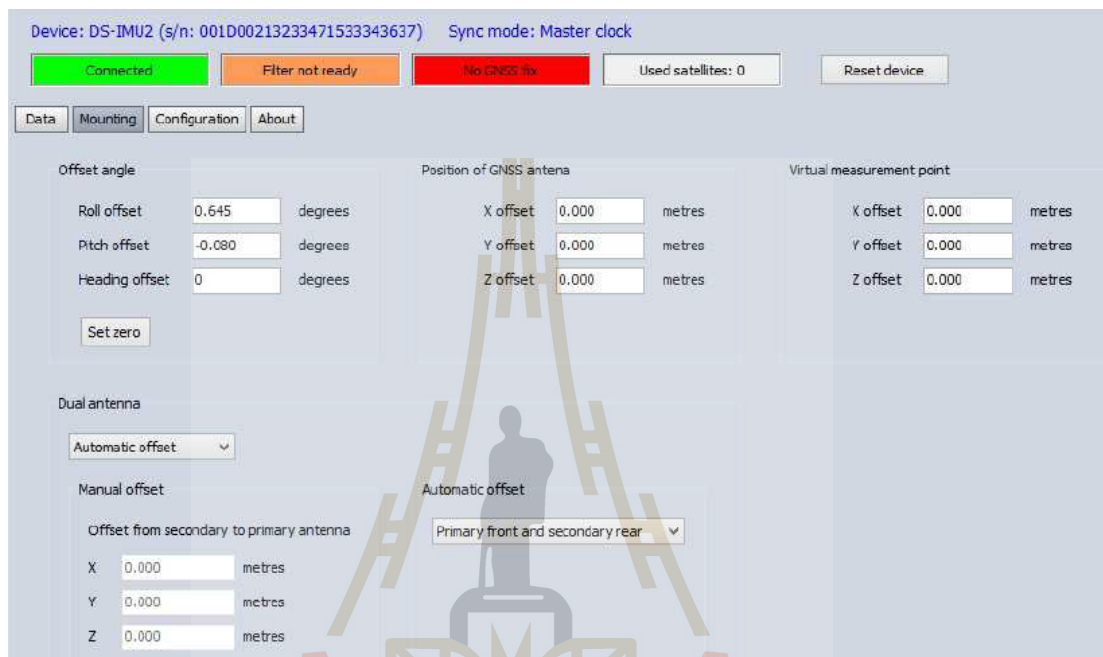 Device: DS-IMU2 (s/n: 001D00213233471533343637) Sync mode: Master clock
Connected Filter not ready No GNSS fix Used satellites: 0 Reset device
Data Mounting Configuration About
Offset angle Position of GNSS antena Virtual measurement point
Roll offset 0.645 degrees X offset 0.000 metres X offset 0.000 metres
Pitch offset -0.080 degrees Y offset 0.000 metres Y offset 0.000 metres
Heading offset 0 degrees Z offset 0.000 metres Z offset 0.000 metres
Set zero
Dual antenna
Automatic offset
Manual offset Automatic offset
Offset from secondary to primary antenna Primary front and secondary rear
X 0.000 metres
Y 0.000 metres
Z 0.000 metres